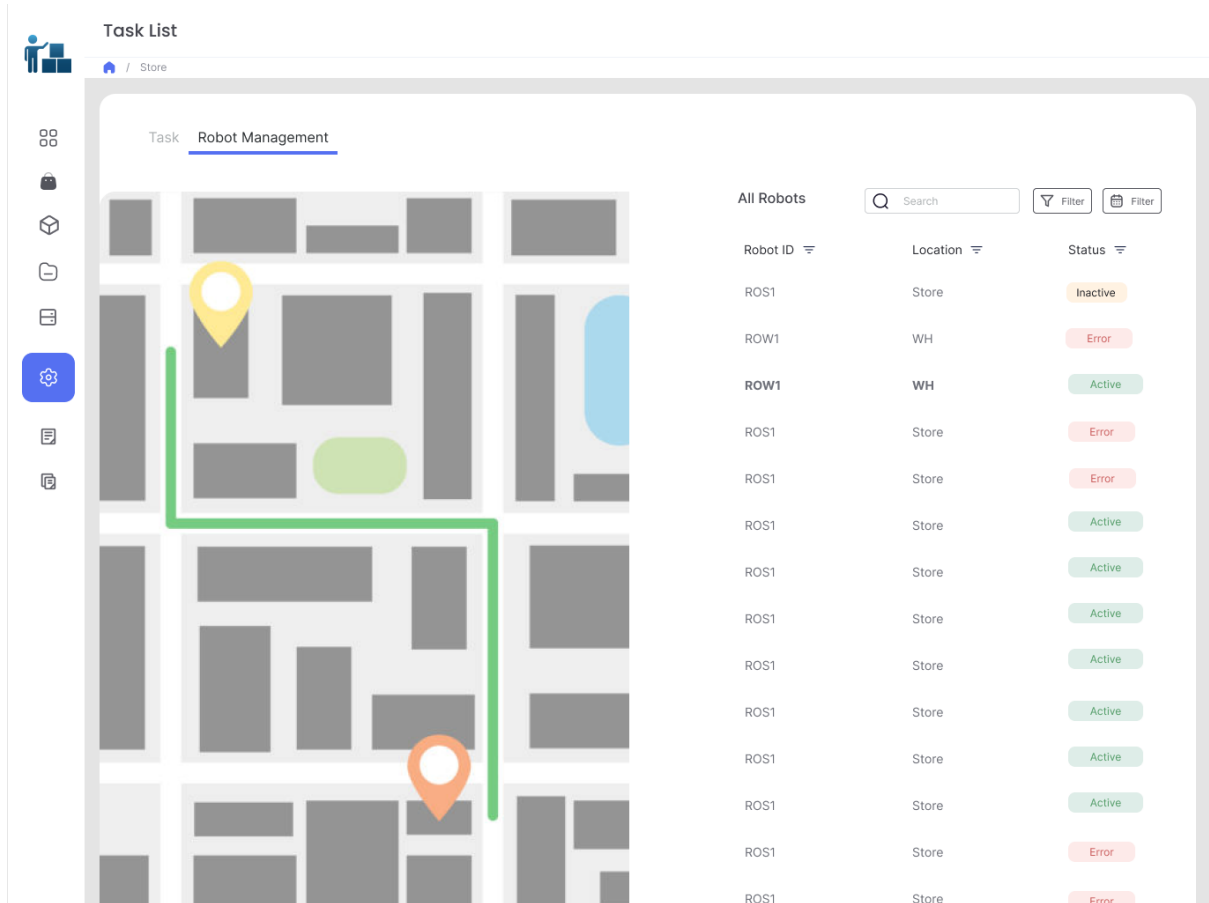 Task List
/ Store
Task Robot Management
All Robots Search Filter Filter
Robot ID Location Status
ROS1 Store Inactive
ROW1 WH Error
ROW1 WH Active
ROS1 Store Error
ROS1 Store Error
ROS1 Store Active
ROS1 Store Active
ROS1 Store Active
ROS1 Store Active
ROS1 Store Active
ROS1 Store Active
ROS1 Store Active
ROS1 Store Error
ROS1 Store Error